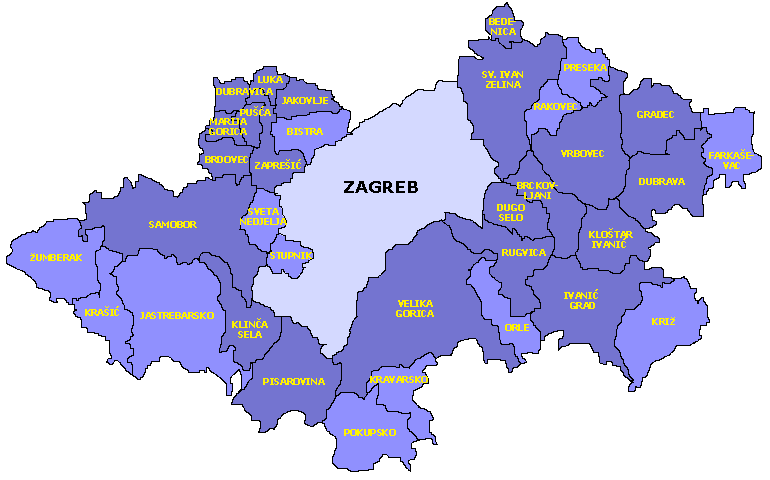 BEDE-
NICA
SV. IVAN
ZELINA
PRESEKA
RAKOVEC
GRADEC
FARKAŠE-
VAC
VRBOVEC
DUBRAVA
LUKA
DUBRAVICA
JAKOVLJE
PUŠĆA
MARIJA
GORICA
BISTRA
BRDOVEC
ZAPREŠIĆ
ZAGREB
BRCKOV-
LJANI
DUGO
SELO
KLOŠTAR
IVANIĆ
RUGVICA
SAMOBOR
SVETA
NEDJELJA
STUPNIK
ŽUMBERAK
KRAŠIĆ
JASTREBARSKO
KLINČA
SELA
VELIKA
GORICA
ORLE
IVANIĆ
GRAD
KRIŽ
PISAROVINA
KRAVARSKO
POKUPSKO